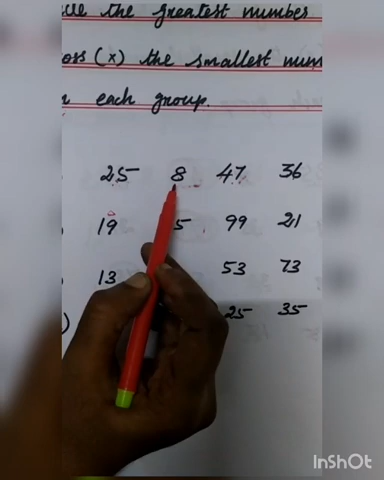 the greatest number
(x) the smallest num
each group.
25 8 47 36
19 5 99 21
13 53 73
) 25 35
InShOt